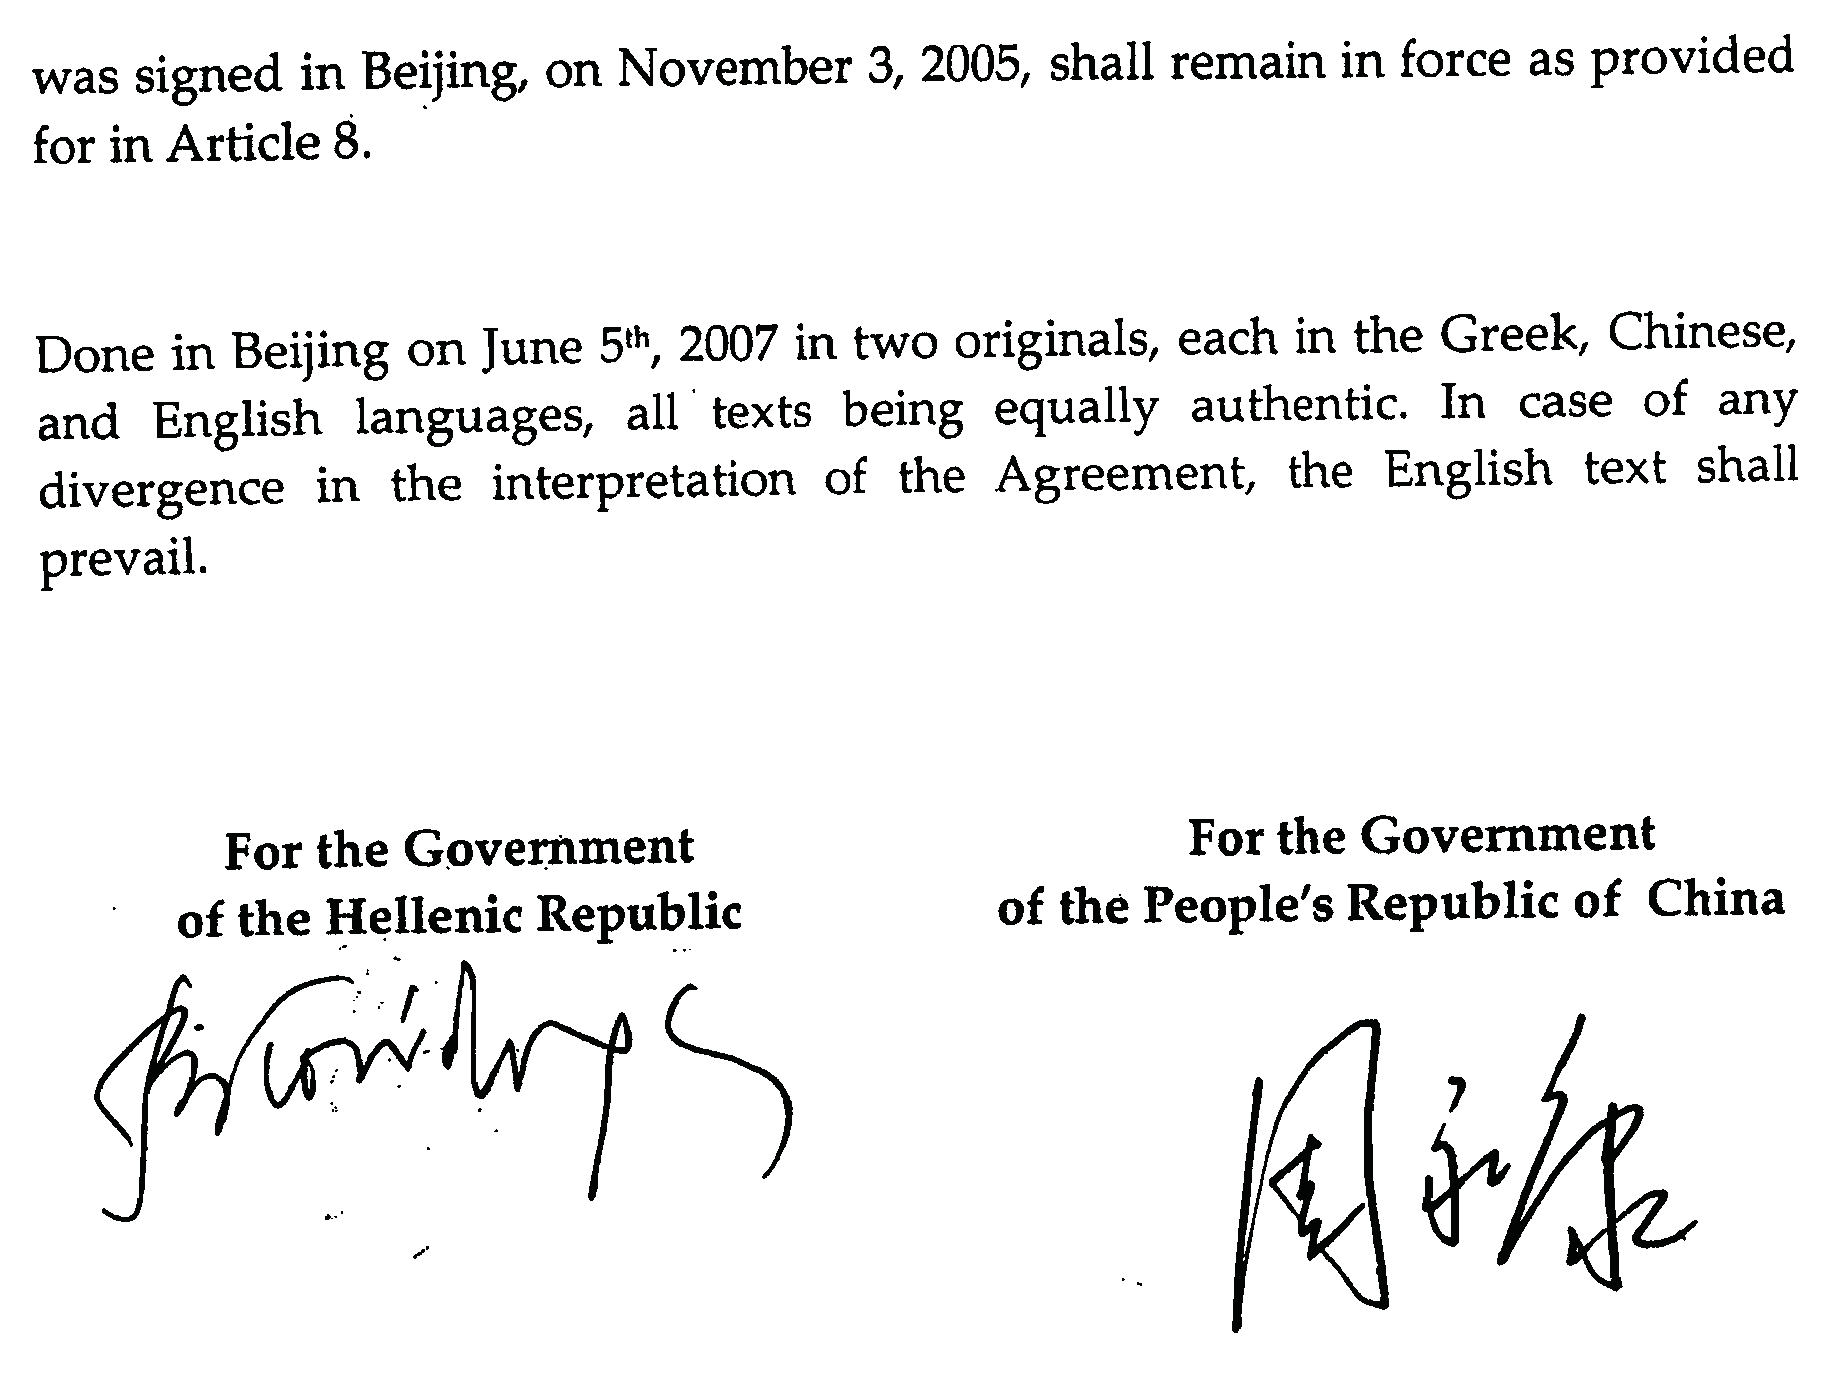 was signed in Beijing, on November 3, 2005, shall remain in force as provided
for in Article 8.
Done in Beijing on June 5th, 2007 in two originals, each in the Greek, Chinese,
and English languages, all texts being equally authentic. In case of any
divergence in the interpretation of the Agreement, the English text shall
prevail.
For the Government
of the Hellenic Republic
For the Government
of the People's Republic of China
周永康